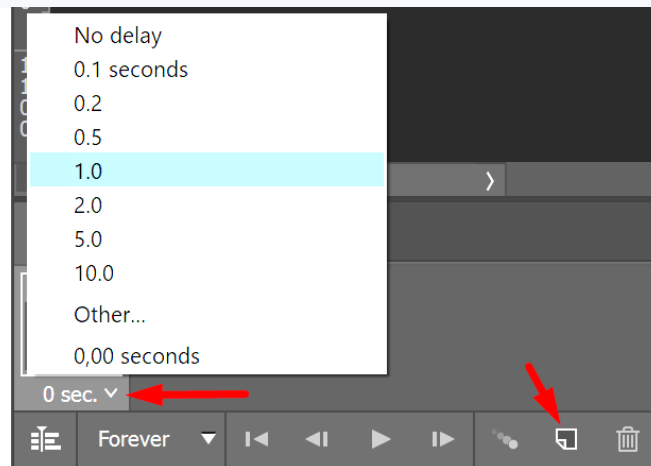 No delay
0.1 seconds
0.2
0.5
1.0
2.0
5.0
10.0
Other...
0,00 seconds
0 sec.
Forever